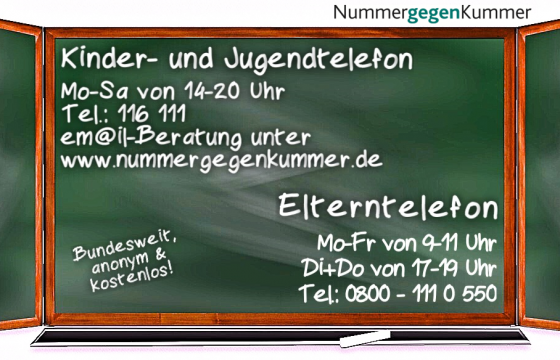 NummergegenKummer
Kinder- und Jugendtelefon
Mo-Sa von 14-20 Uhr
Tel.: 116 111
em@il-Beratung unter
www.nummergegenkummer.de
Elterntelefon
Mo-Fr von 9-11 Uhr
Di+Do von 17-19 Uhr
Tel.: 0800 - 111 0 550
Bundesweit,
anonym &
kostenlos!